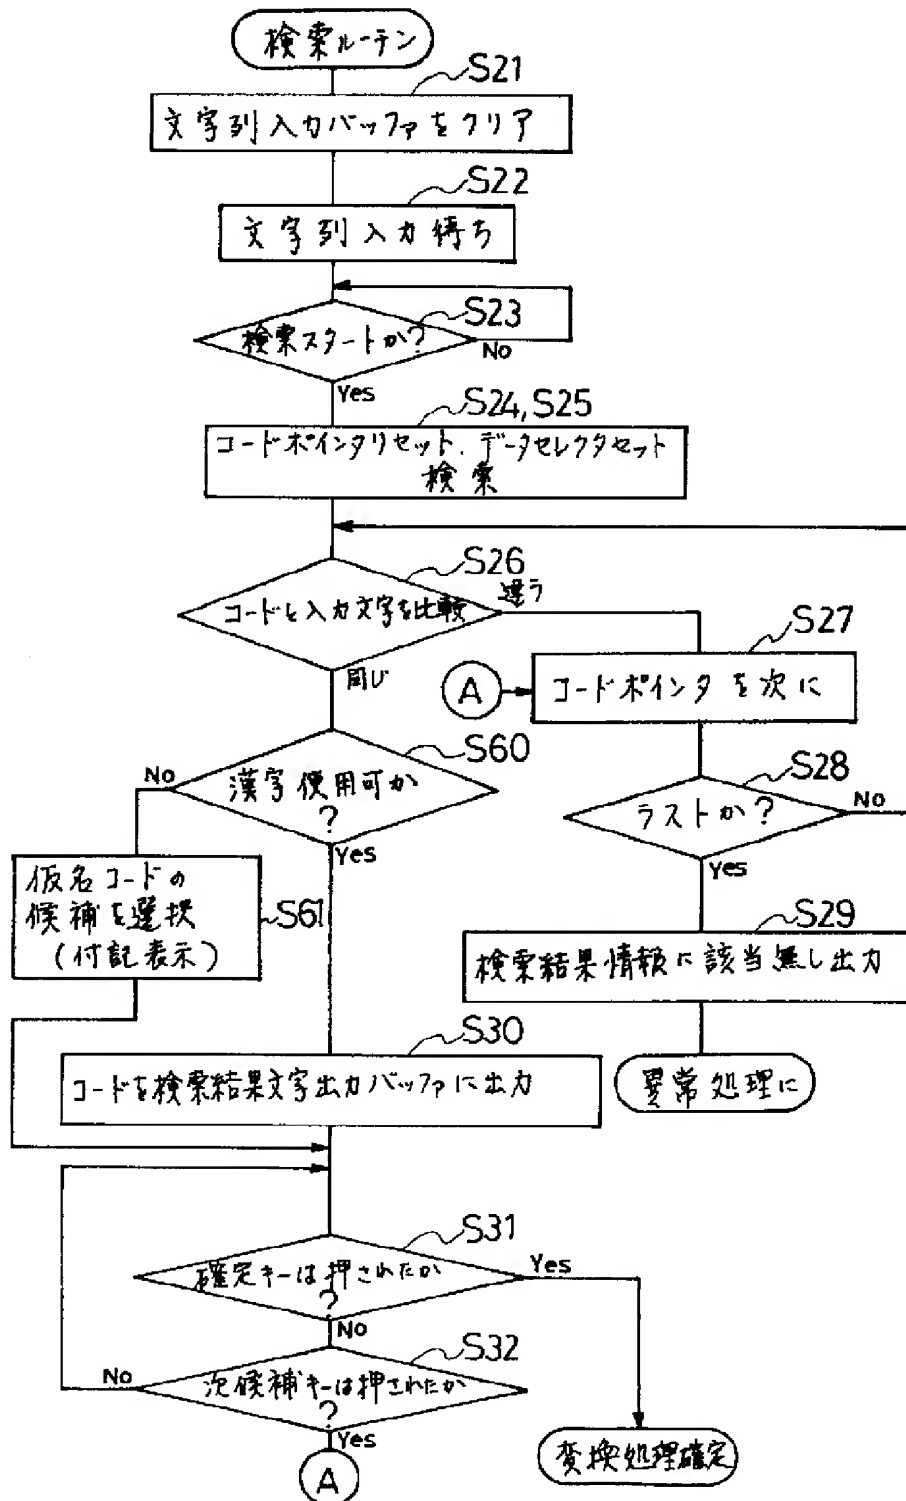 検索ルーテン
S21
文字列入力バッファをクリア
S22
文字列入力待ち
S23
検索スタートか?
No
Yes
S24,S25
コードポインタリセット.データセレクタセット
検索
S26
コードと入力文字を比較
違う
同じ
S27
A
コードポインタを次に
S60
漢字使用可か
?
No
Yes
S28
ラストか?
No
Yes
仮名コードの
候補を選択
(付記表示)
S61
S29
検索結果情報に該当無し出力
異常処理に
S30
コードを検索結果文字出力バッファに出力
S31
確定キーは押されたか
?
Yes
No
S32
次候補キーは押されたか
?
No
Yes
A
変換処理確定